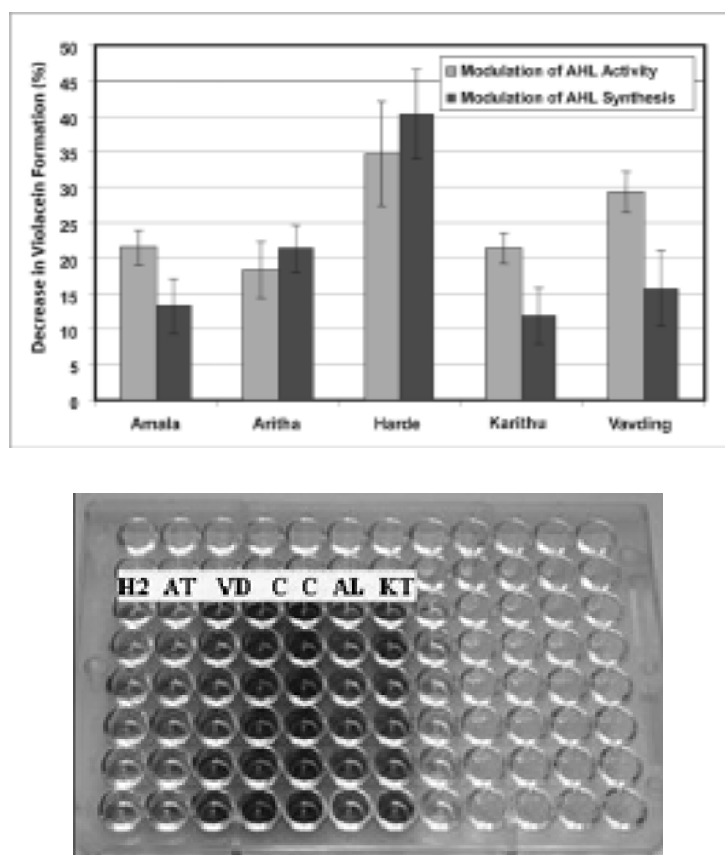 Decrease in Violacein Formation (%)
50
45
40
35
30
25
20
15
10
5
0
Modulation of AHL Activity
Modulation of AHL Synthesis
Amala
Aritha
Harde
Karithu
Vavding
H2 AT VD C C AL KT